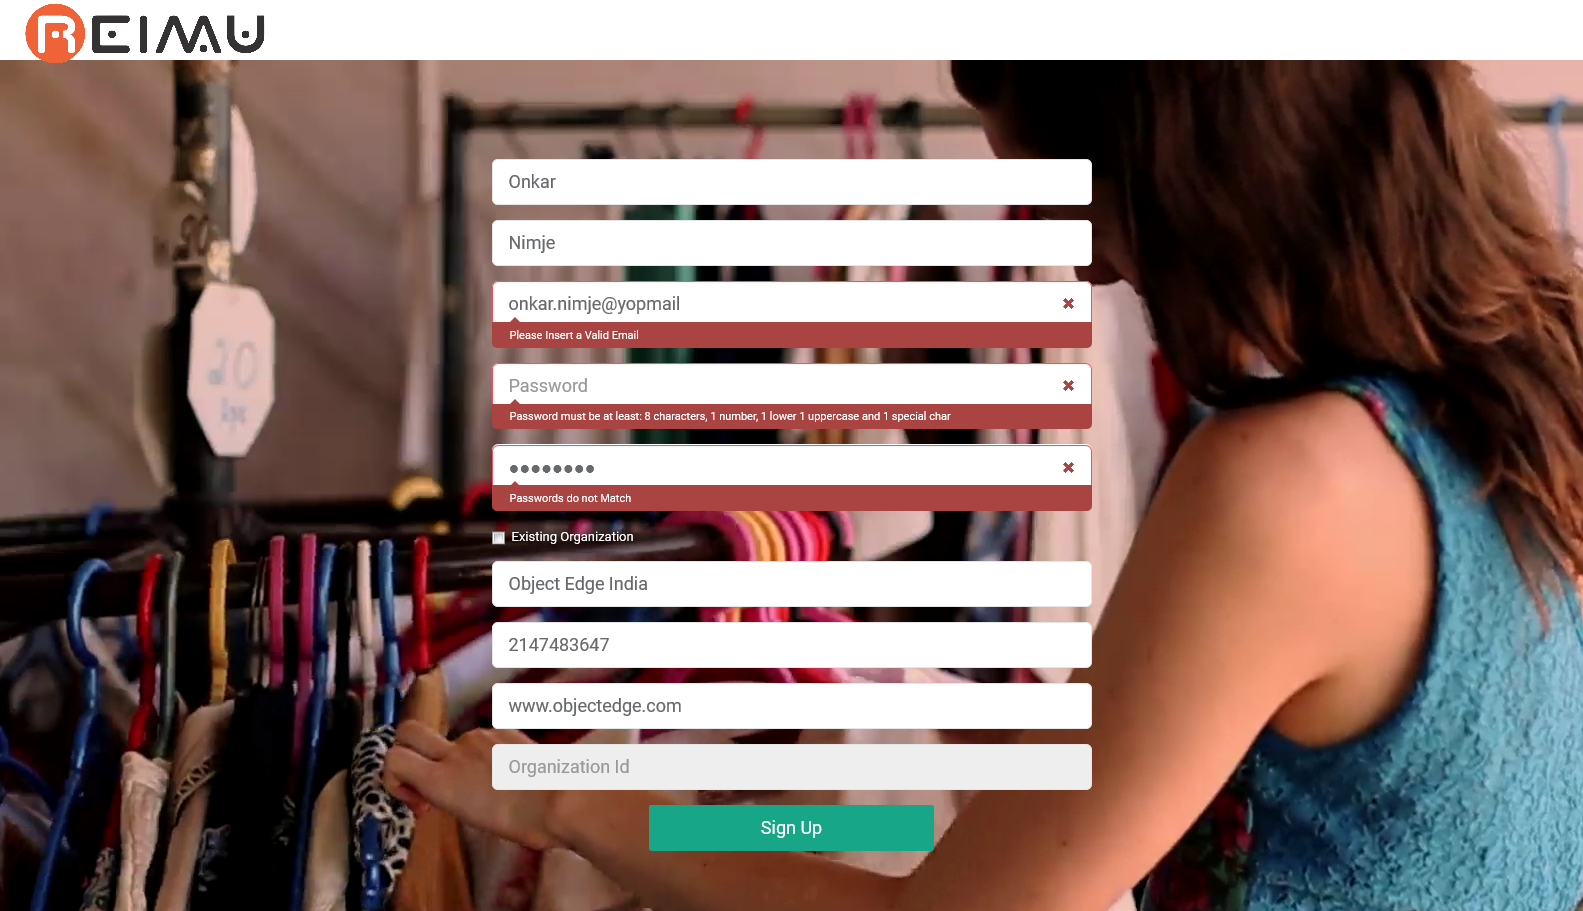 REIMU
Onkar
Nimje
onkar.nimje@yopmail
Please Insert a Valid Email
Password
Password must be at least: 8 characters, 1 number, 1 lower 1 uppercase and 1 special char
●●●●●●●●
Passwords do not Match
Existing Organization
Object Edge India
2147483647
www.objectedge.com
Organization Id
Sign Up
20